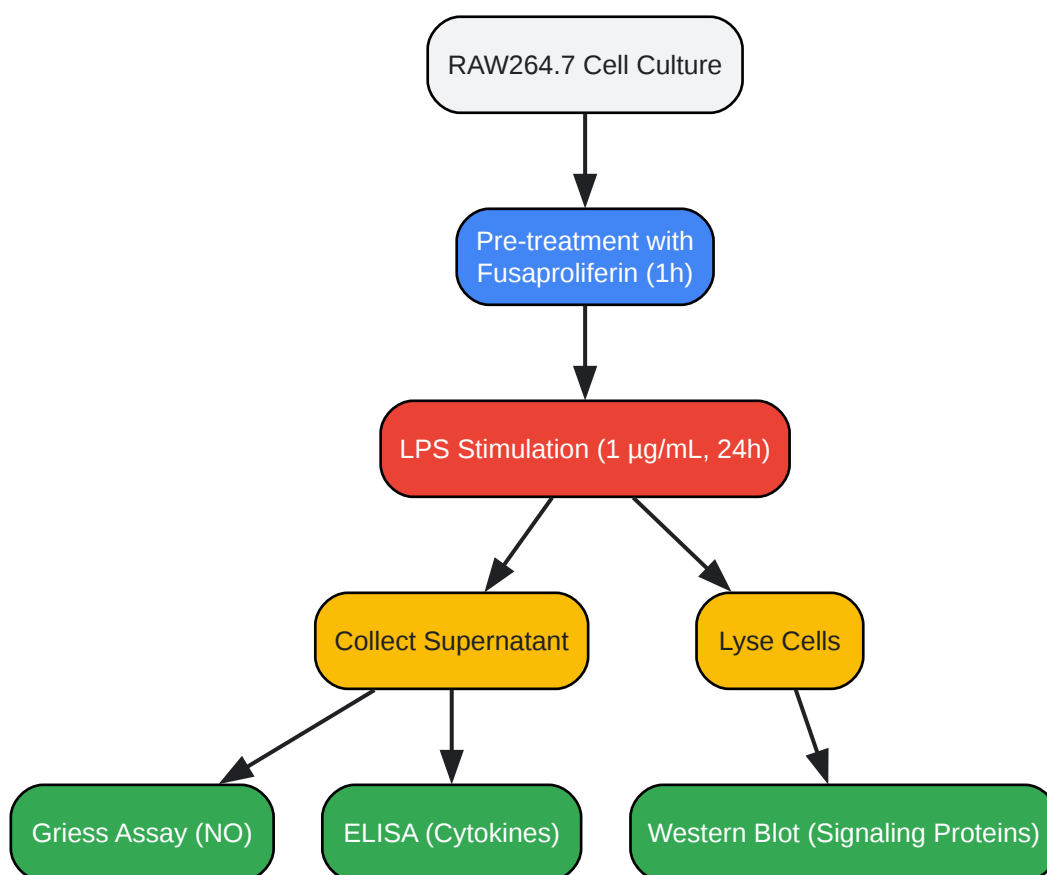 RAW264.7 Cell Culture
Pre-treatment with
Fusaproliferin (1h)
LPS Stimulation (1 µg/mL, 24h)
Collect Supernatant
Lyse Cells
Griess Assay (NO)
ELISA (Cytokines)
Western Blot (Signaling Proteins)